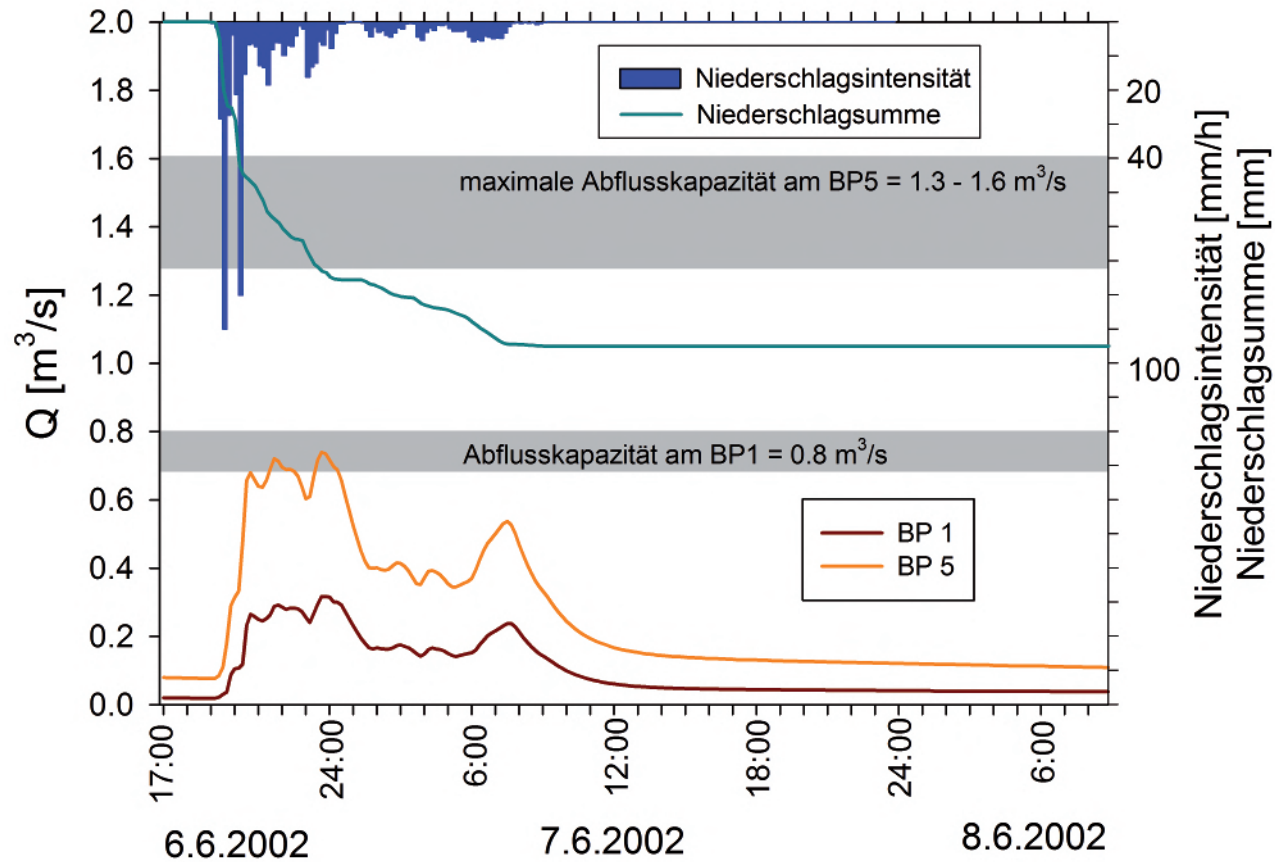 2.0
1.8
1.6
1.4
1.2
1.0
0.8
0.6
0.4
0.2
0.0
Q [m³/s]
Niederschlagsintensität
Niederschlagsumme
maximale Abflusskapazität am BP5 = 1.3 - 1.6 m³/s
Abflusskapazität am BP1 = 0.8 m³/s
BP 1
BP 5
20
40
100
Niederschlagsintensität [mm/h]
Niederschlagsumme [mm]
17:00
24:00
6:00
12:00
18:00
24:00
6:00
6.6.2002
7.6.2002
8.6.2002